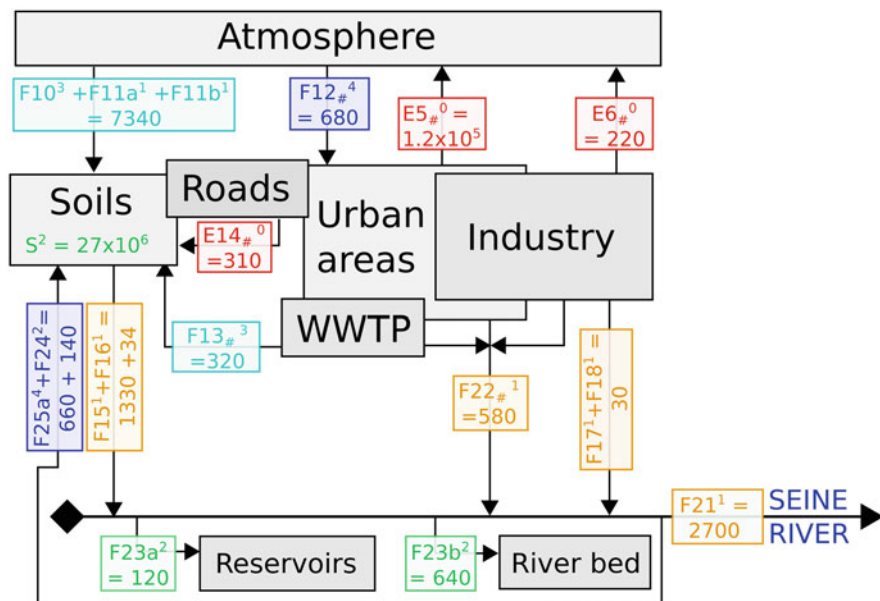 Atmosphere
F10³ +F11a¹ +F11b¹
= 7340
F12#⁴
= 680
E5#⁰ =
1.2x10⁵
E6#⁰
= 220
Soils
S² = 27x10⁶
Roads
E14#⁰
=310
Urban
areas
Industry
WWTP
F13#³
=320
F25a⁴+F24²=
660 + 140
F15¹+F16¹ =
1330 +34
F22#¹
=580
F17¹+F18¹ =
30
F21¹ =
2700
SEINE
RIVER
F23a²
= 120
Reservoirs
F23b²
= 640
River bed